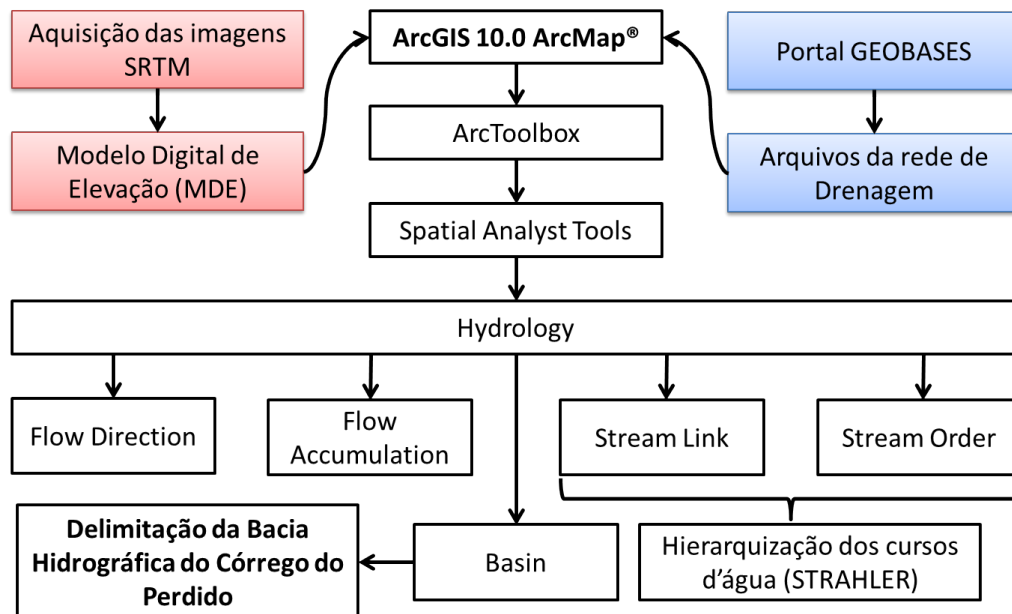 Aquisição das imagens
SRTM
ArcGIS 10.0 ArcMap®
Portal GEOBASES
Modelo Digital de
Elevação (MDE)
ArcToolbox
Arquivos da rede de
Drenagem
Spatial Analyst Tools
Hydrology
Flow Direction
Flow
Accumulation
Stream Link
Stream Order
Delimitação da Bacia
Hidrográfica do Córrego do
Perdido
Basin
Hierarquização dos cursos
d’água (STRAHLER)